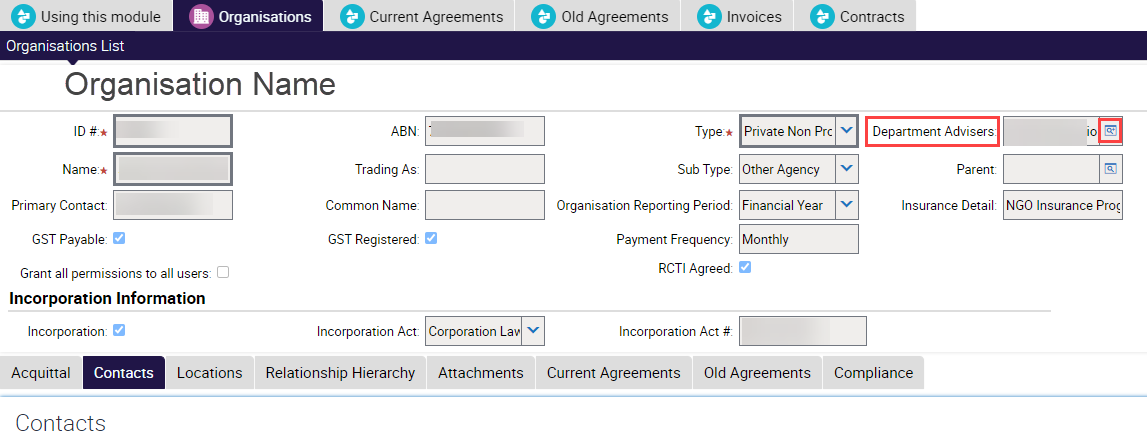 Using this module Organisations Current Agreements Old Agreements Invoices Contracts
Organisations List
Organisation Name
ID #:★ ABN: Type:★ Private Non Pro Department Advisers:
Name:★ Trading As: Sub Type: Other Agency Parent:
Primary Contact: Common Name: Organisation Reporting Period: Financial Year Insurance Detail: NGO Insurance Prog
GST Payable: GST Registered: Payment Frequency: Monthly
Grant all permissions to all users: RCTI Agreed:
Incorporation Information
Incorporation: Incorporation Act: Corporation Law Incorporation Act #:
Acquittal Contacts Locations Relationship Hierarchy Attachments Current Agreements Old Agreements Compliance
Contacts